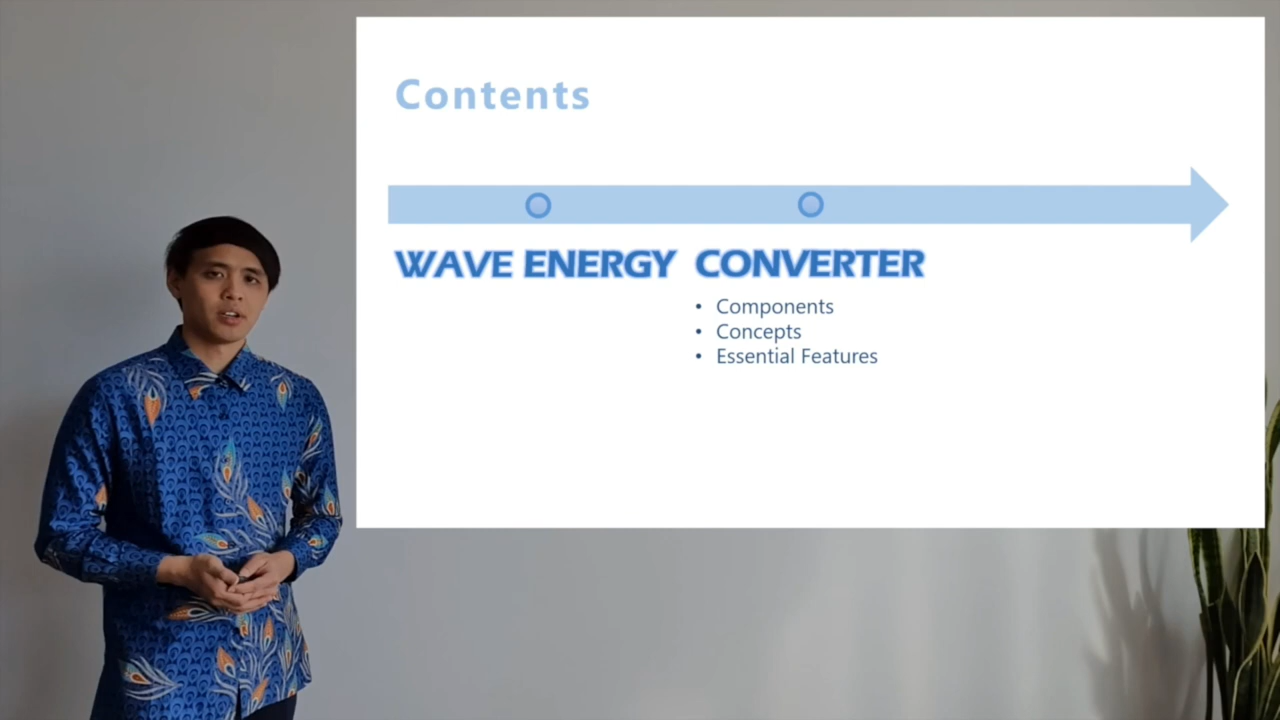 Contents
WAVE ENERGY CONVERTER
• Components
• Concepts
• Essential Features